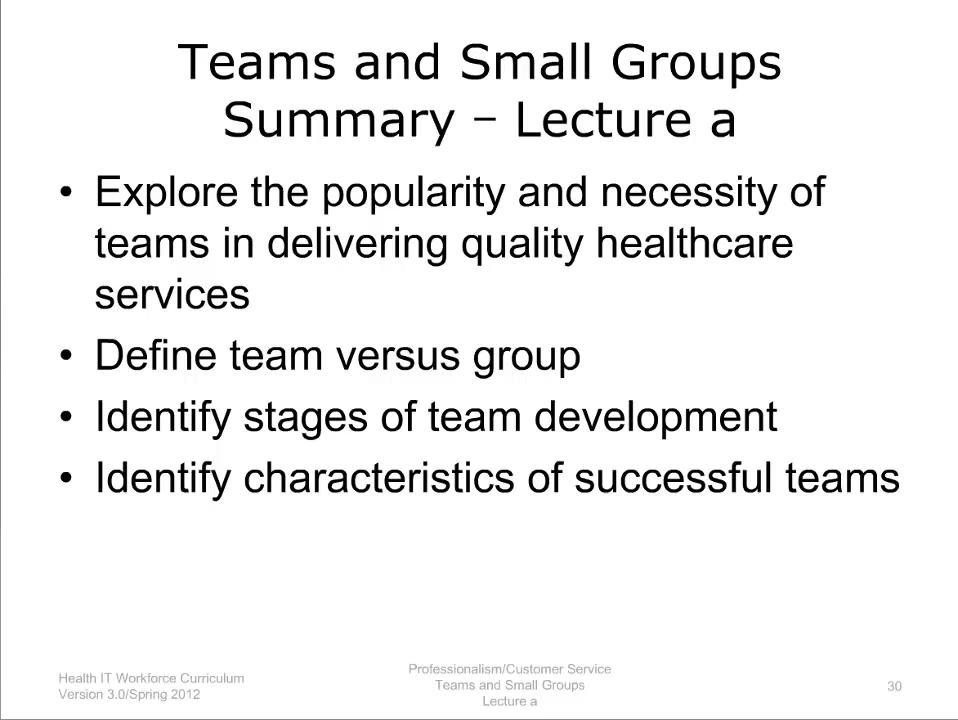 Teams and Small Groups
Summary – Lecture a
• Explore the popularity and necessity of
teams in delivering quality healthcare
services
• Define team versus group
• Identify stages of team development
• Identify characteristics of successful teams
Health IT Workforce Curriculum
Version 3.0/Spring 2012
Professionalism/Customer Service
Teams and Small Groups
Lecture a
30